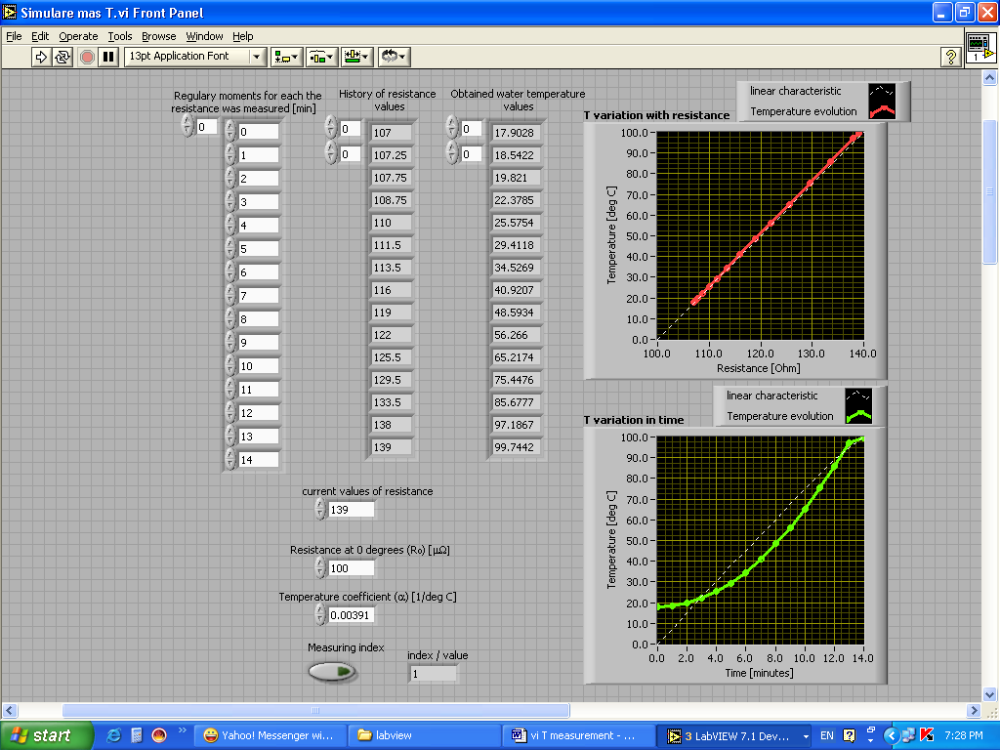 Simulare mas T.vi Front Panel
File Edit Operate Tools Browse Window Help
13pt Application Font
?
1
Regulary moments for each the
resistance was measured [min]
0
0
1
2
3
4
5
6
7
8
9
10
11
12
13
14
History of resistance
values
0
0
107
107.25
107.75
108.75
110
111.5
113.5
116
119
122
125.5
129.5
133.5
138
139
Obtained water temperature
values
0
0
17.9028
18.5422
19.821
22.3785
25.5754
29.4118
34.5269
40.9207
48.5934
56.266
65.2174
75.4476
85.6777
97.1867
99.7442
current values of resistance
139
Resistance at 0 degrees (R₀) [µΩ]
100
Temperature coefficient (α) [1/deg C]
0.00391
Measuring index
index / value
1
linear characteristic
Temperature evolution
T variation with resistance
Temperature [deg C]
100.0
90.0
80.0
70.0
60.0
50.0
40.0
30.0
20.0
10.0
0.0
100.0 110.0 120.0 130.0 140.0
Resistance [Ohm]
linear characteristic
Temperature evolution
T variation in time
Temperature [deg C]
100.0
90.0
80.0
70.0
60.0
50.0
40.0
30.0
20.0
10.0
0.0
0.0 2.0 4.0 6.0 8.0 10.0 12.0 14.0
Time [minutes]
start
Yahoo! Messenger wi...
labview
vi T measurement - ...
3 LabVIEW 7.1 Dev...
EN
7:28 PM